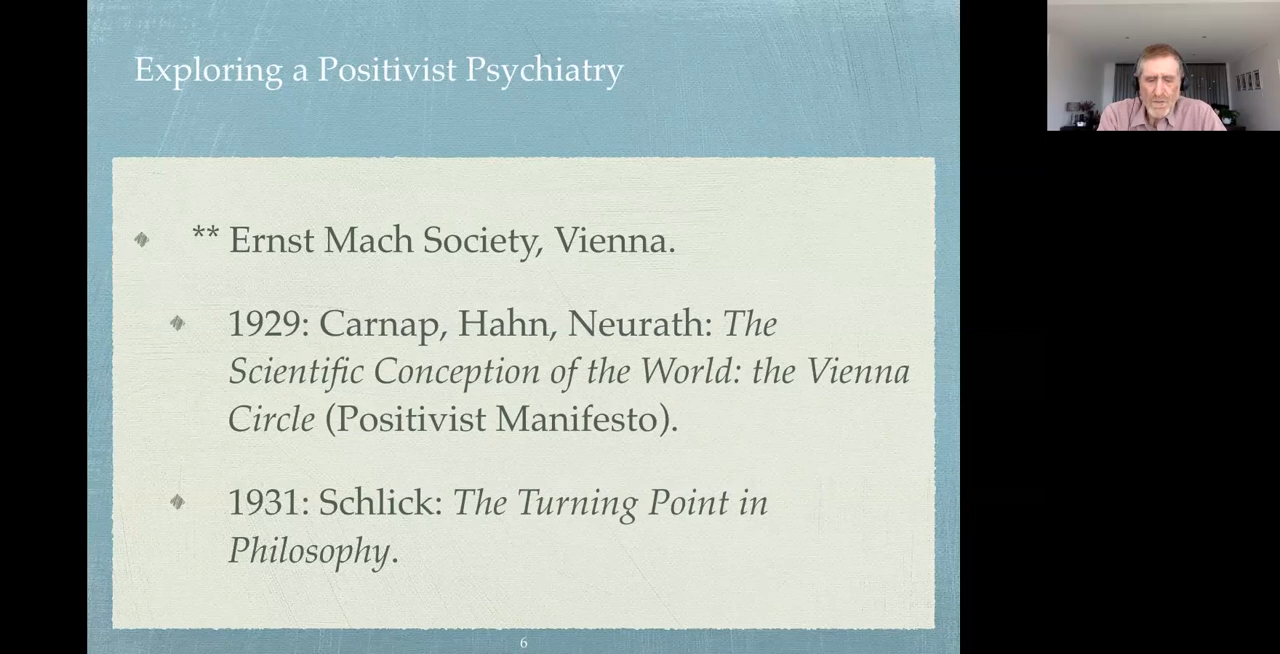 Exploring a Positivist Psychiatry
** Ernst Mach Society, Vienna.
1929: Carnap, Hahn, Neurath: The
Scientific Conception of the World: the Vienna
Circle (Positivist Manifesto).
1931: Schlick: The Turning Point in
Philosophy.
6